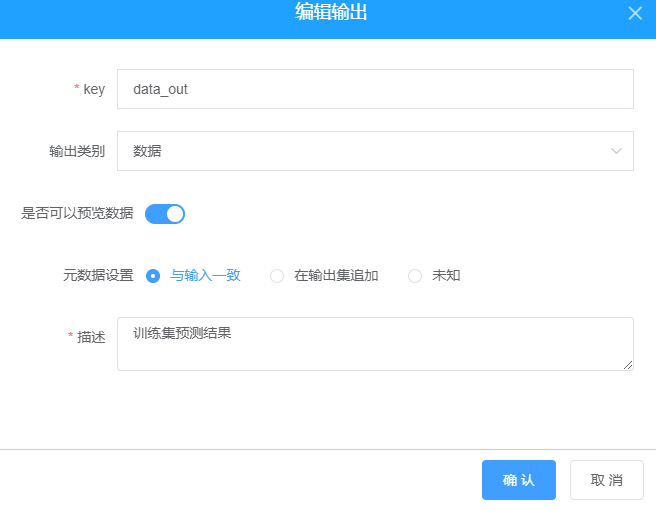 编辑输出
* key data_out
输出类别 数据
是否可以预览数据
元数据设置 与输入一致 在输出集追加 未知
* 描述 训练集预测结果
确认 取消